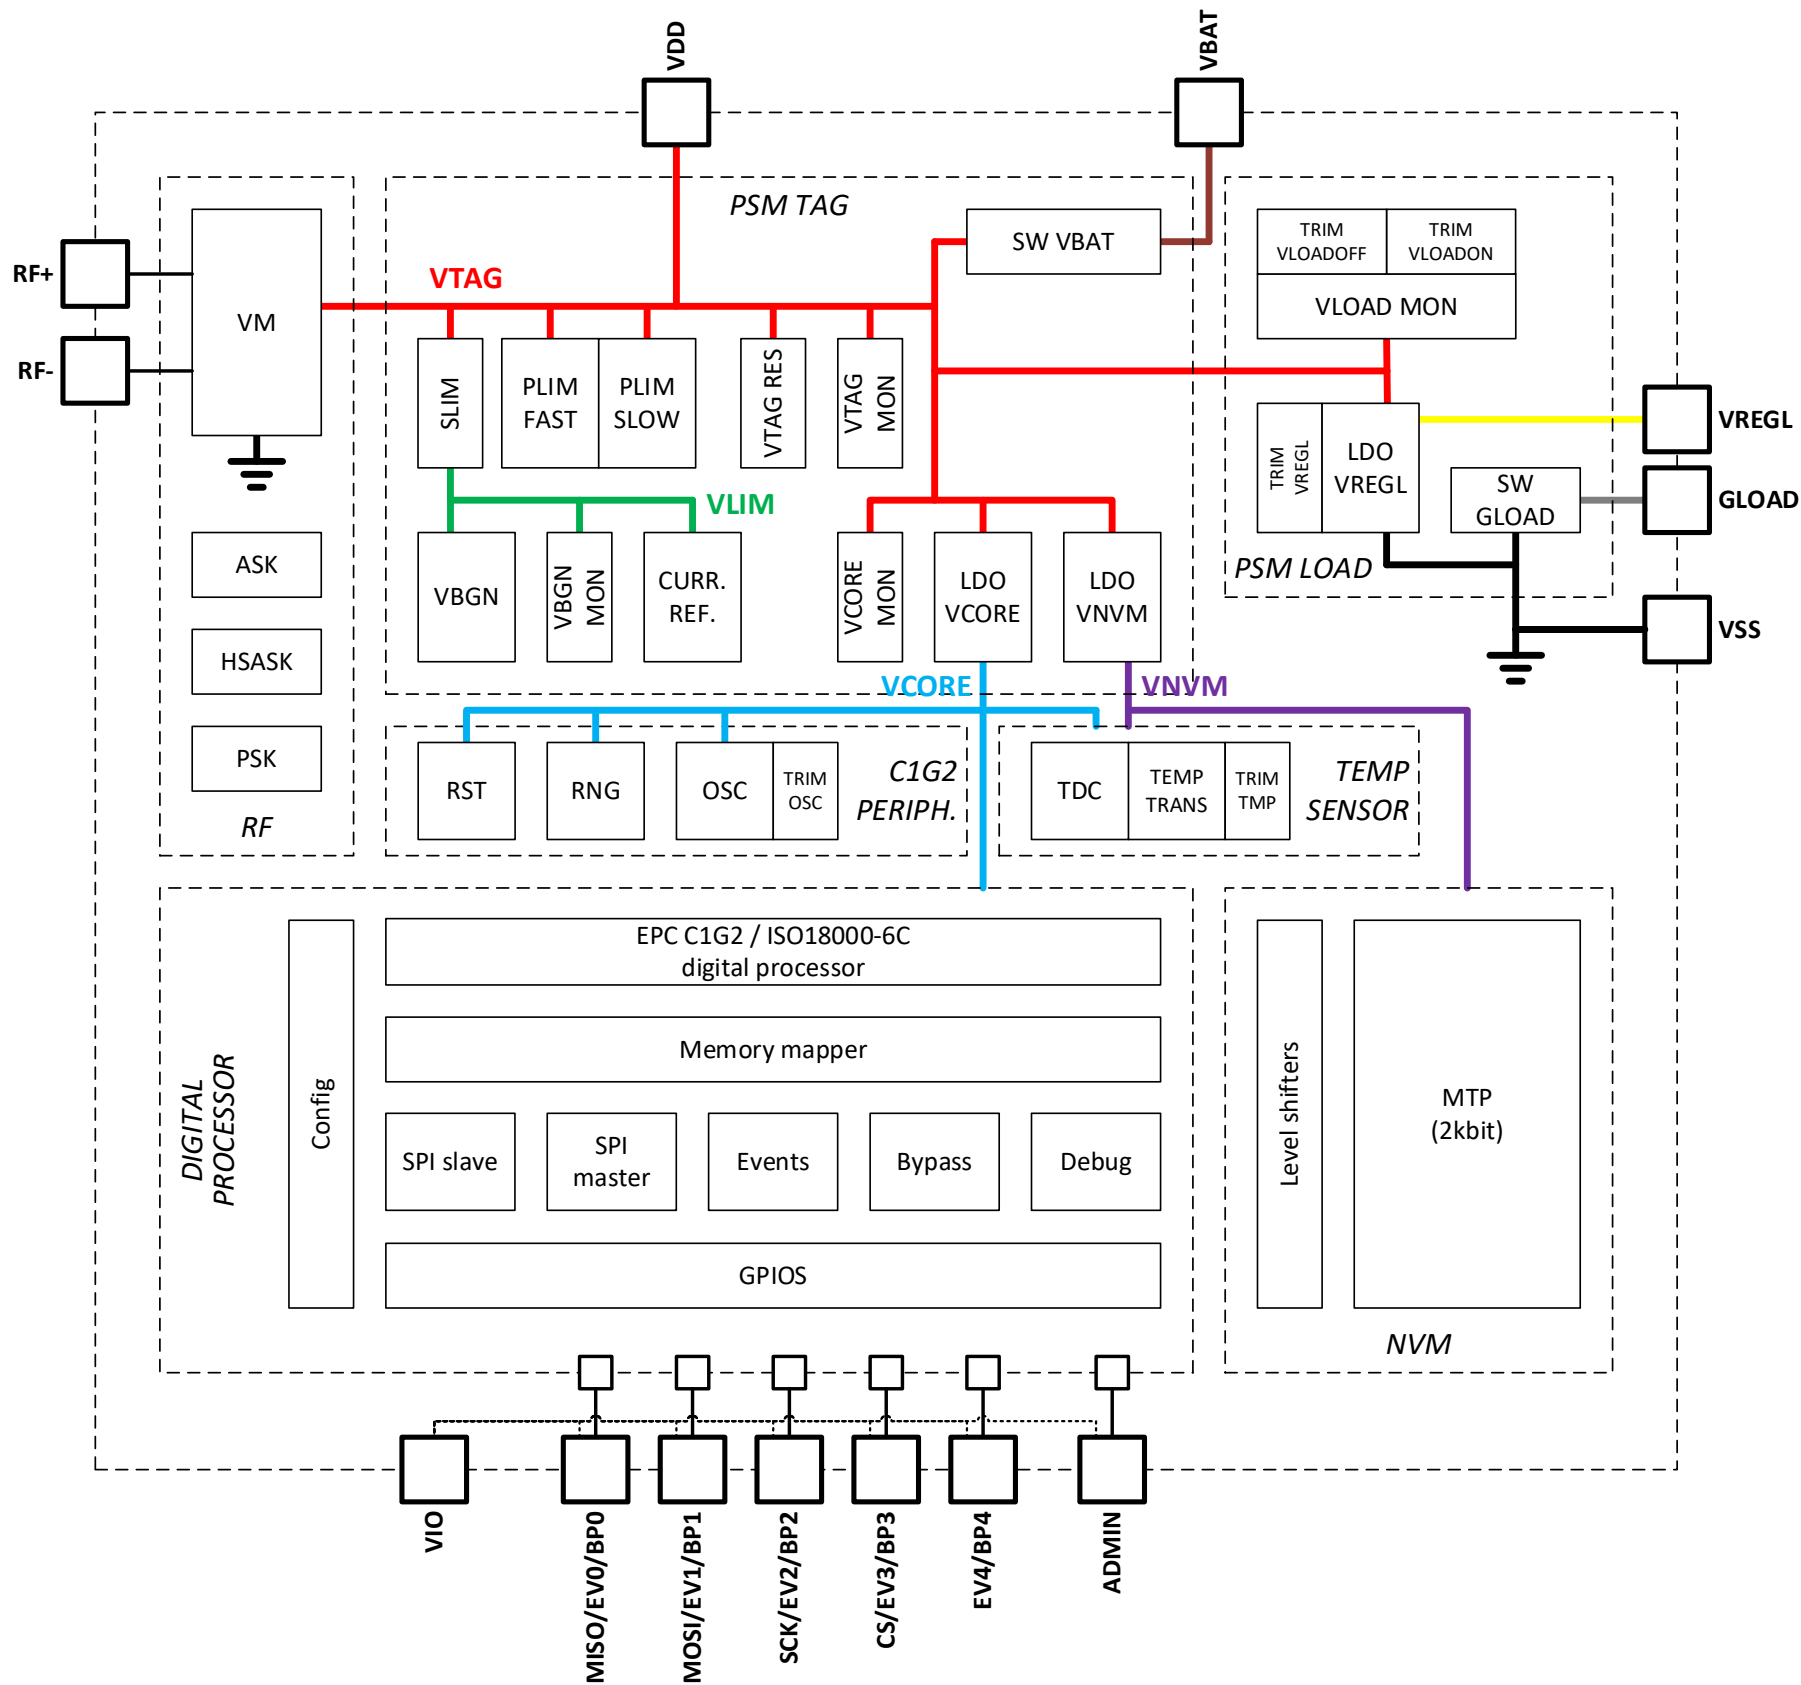 VDD
VBAT
PSM TAG
SW VBAT
TRIM
VLOADOFF
TRIM
VLOADON
VLOAD MON
RF+
RF-
VM
VTAG
SLIM
PLIM
FAST
PLIM
SLOW
VTAG RES
VTAG
MON
TRIM
VREGL
LDO
VREGL
SW
GLOAD
VREGL
GLOAD
VSS
PSM LOAD
VLIM
VBGN
VBGN
MON
CURR.
REF.
VCORE
MON
LDO
VCORE
LDO
VNVM
ASK
HSASK
PSK
RF
VCORE
VNVM
RST
RNG
OSC
TRIM
OSC
C1G2
PERIPH.
TDC
TEMP
TRANS
TRIM
TMP
TEMP
SENSOR
DIGITAL
PROCESSOR
Config
EPC C1G2 / ISO18000-6C
digital processor
Memory mapper
SPI slave
SPI
master
Events
Bypass
Debug
GPIOS
Level shifters
MTP
(2kbit)
NVM
VIO
MISO/EV0/BP0
MOSI/EV1/BP1
SCK/EV2/BP2
CS/EV3/BP3
EV4/BP4
ADMIN